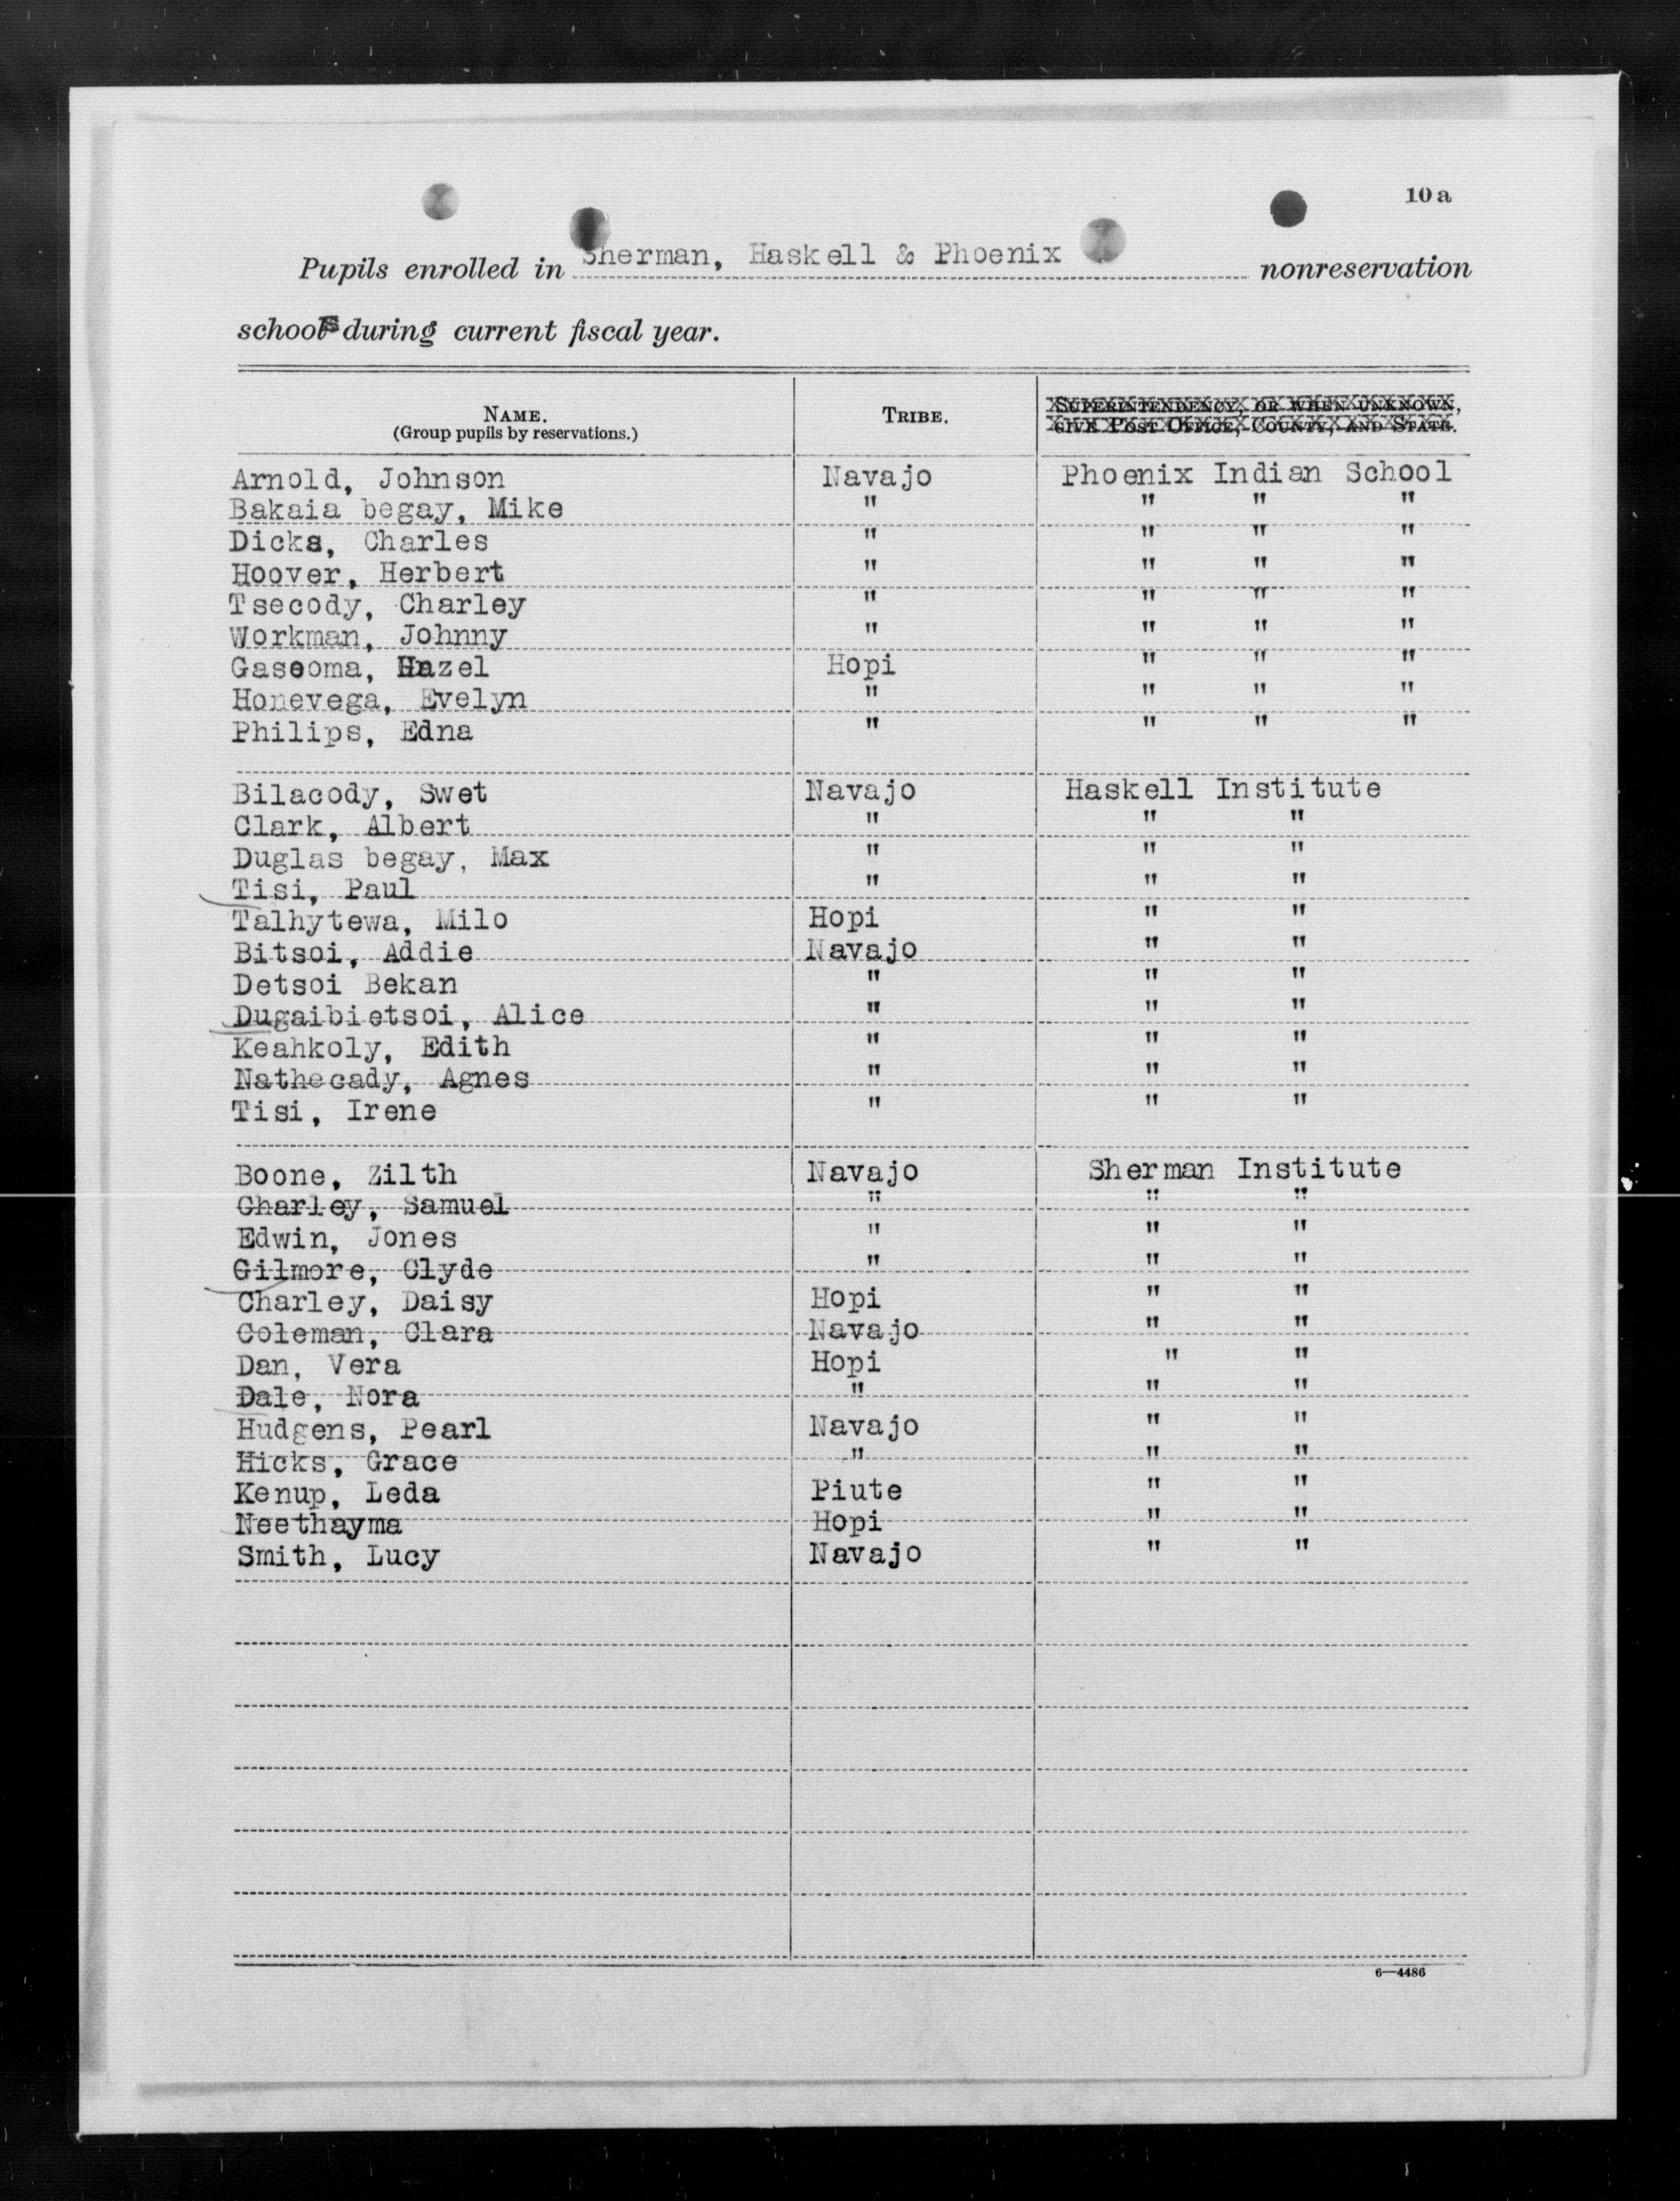 10 a
Pupils enrolled in Sherman, Haskell & Phoenix nonreservation
schools during current fiscal year.
NAME. TRIBE. SUPERINTENDENCY, OR WHEN UNKNOWN,
(Group pupils by reservations.) GIVE POST OFFICE, COUNTY, AND STATE.
Arnold, Johnson Navajo Phoenix Indian School
Bakaia begay, Mike " " " "
Dicks, Charles " " " "
Hoover, Herbert " " " "
Tsecody, Charley " " " "
Workman, Johnny " " " "
Gaseoma, Hazel Hopi " " "
Honevega, Evelyn " " " "
Philips, Edna " " " "
Bilacody, Swet Navajo Haskell Institute
Clark, Albert " " "
Duglas begay, Max " " "
Tisi, Paul " " "
Talhytewa, Milo Hopi " "
Bitsoi, Addie Navajo " "
Detsoi Bekan " " "
Dugaibietsoi, Alice " " "
Keahkoly, Edith " " "
Nathecady, Agnes " " "
Tisi, Irene " " "
Boone, Zilth Navajo Sherman Institute
Charley, Samuel " " "
Edwin, Jones " " "
Gilmore, Clyde " " "
Charley, Daisy Hopi " "
Coleman, Clara Navajo " "
Dan, Vera Hopi " "
Dale, Nora " " "
Hudgens, Pearl Navajo " "
Hicks, Grace " " "
Kenup, Leda Piute " "
Neethayma Hopi " "
Smith, Lucy Navajo " "
6—4486